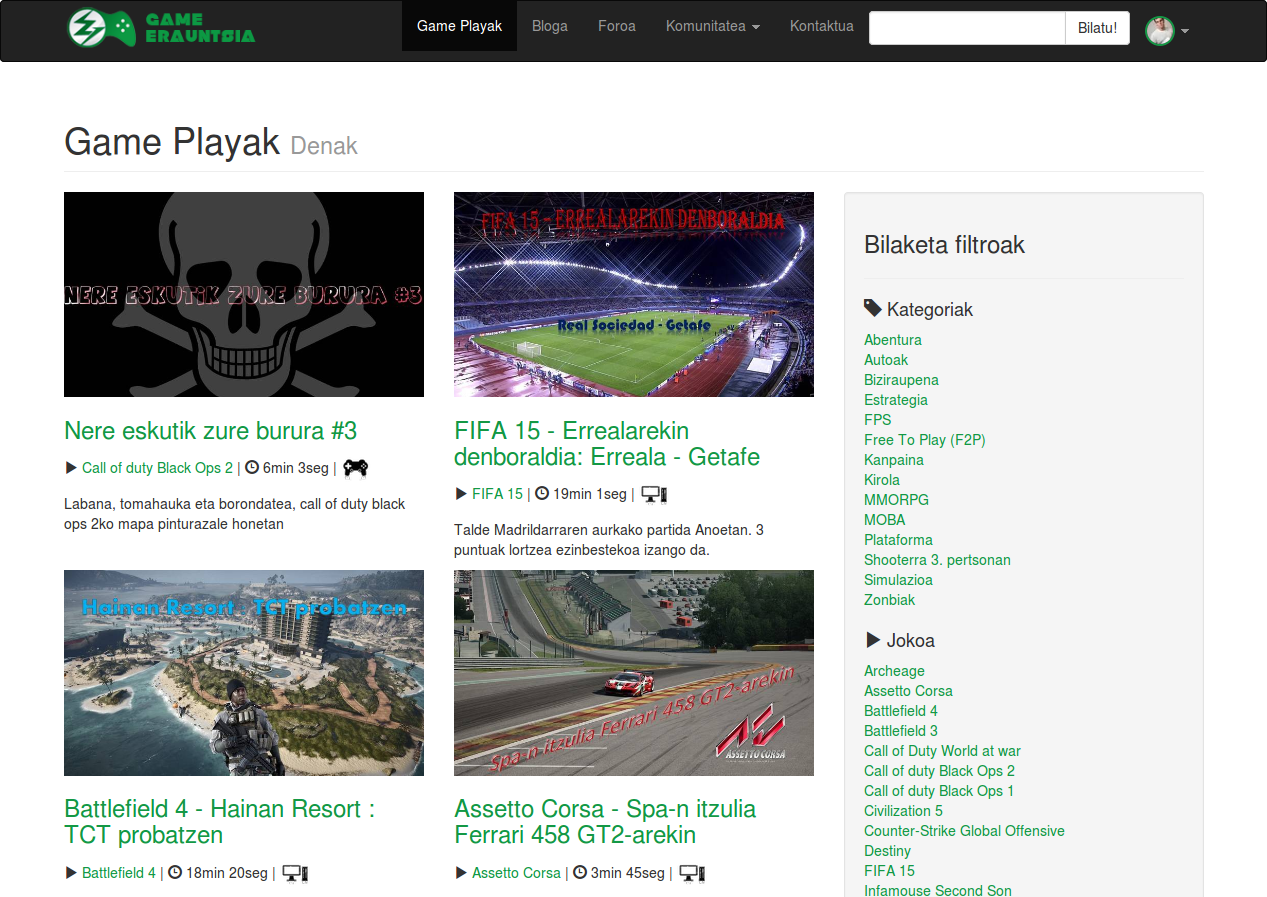 GAME
ERAUNTSIA
Game Playak
Bloga
Foroa
Komunitatea
Kontaktua
Bilatu!
Game Playak Denak
NERE ESKUTIK ZURE BURURA #3
Nere eskutik zure burura #3
Call of duty Black Ops 2 | 6min 3seg |
Labana, tomahauka eta borondatea, call of duty black
ops 2ko mapa pinturazale honetan
FIFA 15 - ERREALAREKIN DENBORALDIA
Real Sociedad - Getafe
FIFA 15 - Errealarekin
denboraldia: Erreala - Getafe
FIFA 15 | 19min 1seg |
Talde Madrildarraren aurkako partida Anoetan. 3
puntuak lortzea ezinbestekoa izango da.
Hainan Resort : TCT probatzen
Battlefield 4 - Hainan Resort :
TCT probatzen
Battlefield 4 | 18min 20seg |
Spa-n itzulia Ferrari 458 GT2-arekin
ASSETTO CORSA
Assetto Corsa - Spa-n itzulia
Ferrari 458 GT2-arekin
Assetto Corsa | 3min 45seg |
Bilaketa filtroak
Kategoriak
Abentura
Autoak
Biziraupena
Estrategia
FPS
Free To Play (F2P)
Kanpaina
Kirola
MMORPG
MOBA
Plataforma
Shooterra 3. pertsonan
Simulazioa
Zonbiak
Jokoa
Archeage
Assetto Corsa
Battlefield 4
Battlefield 3
Call of Duty World at war
Call of duty Black Ops 2
Call of duty Black Ops 1
Civilization 5
Counter-Strike Global Offensive
Destiny
FIFA 15
Infamouse Second Son